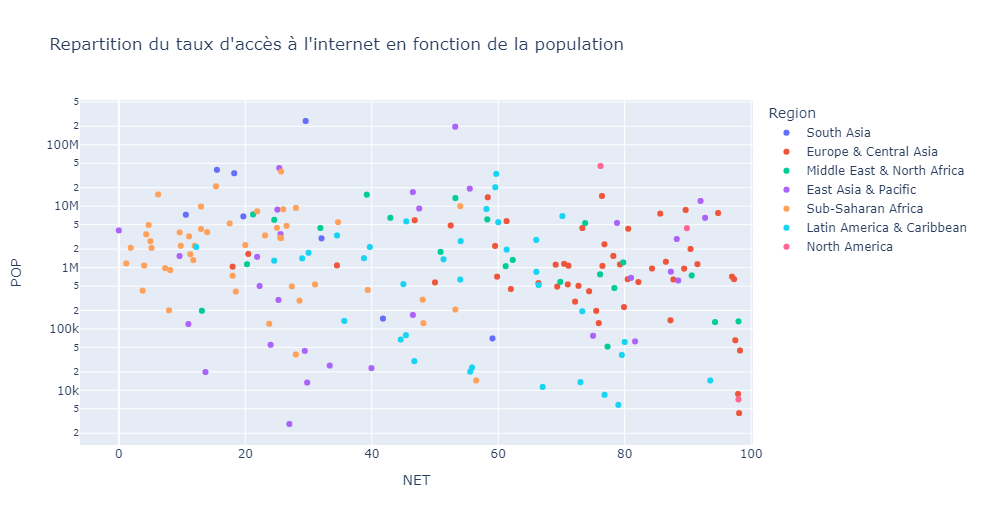 Repartition du taux d'accès à l'internet en fonction de la population
Region
South Asia
Europe & Central Asia
Middle East & North Africa
East Asia & Pacific
Sub-Saharan Africa
Latin America & Caribbean
North America
POP
5
2
100M
5
2
10M
5
2
1M
5
2
100k
5
2
10k
5
2
0
20
40
60
80
100
NET